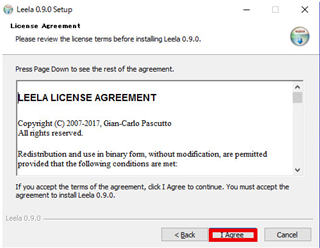 Leela 0.9.0 Setup
License Agreement
Please review the license terms before installing Leela 0.9.0.
Press Page Down to see the rest of the agreement.
LEELA LICENSE AGREEMENT
Copyright (C) 2007-2017, Gian-Carlo Pascutto
All rights reserved.
Redistribution and use in binary form, without modification, are permitted
provided that the following conditions are met:
If you accept the terms of the agreement, click I Agree to continue. You must accept the
agreement to install Leela 0.9.0.
Leela 0.9.0
< Back I Agree Cancel